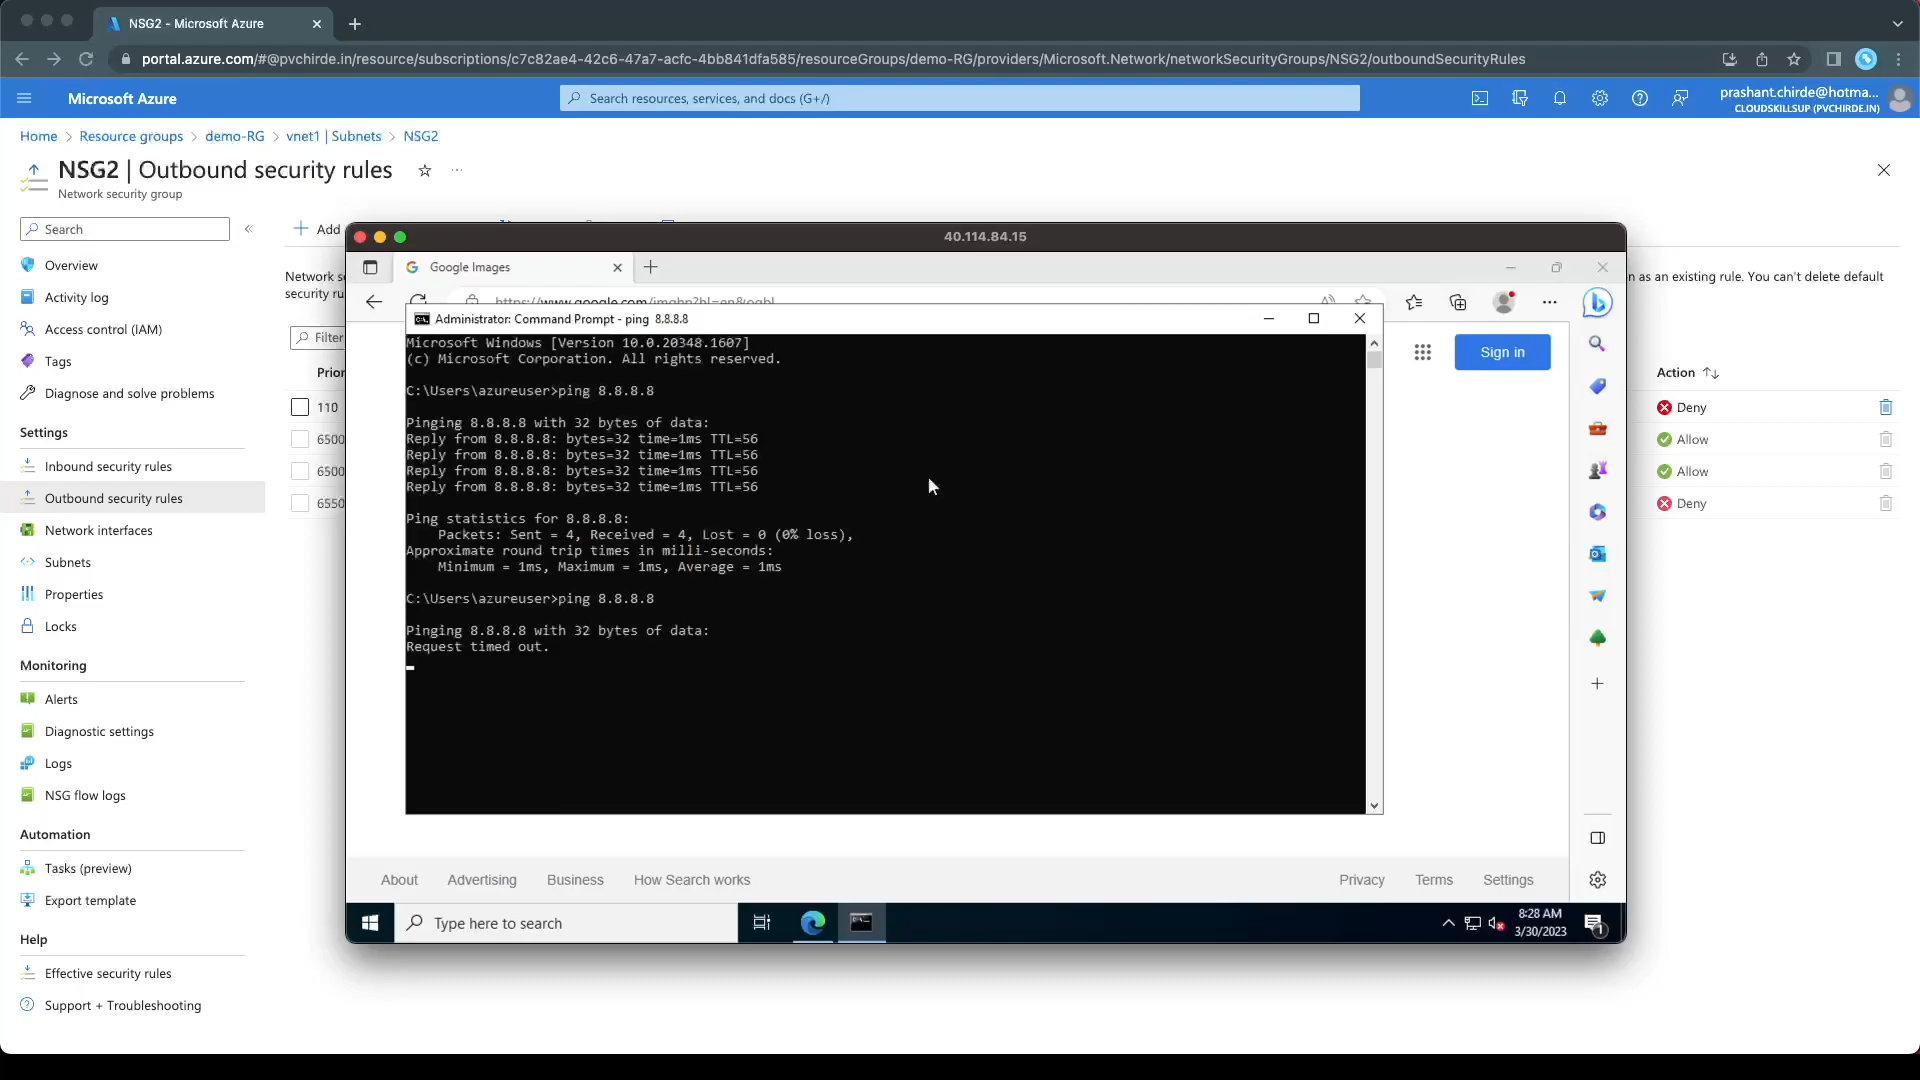 NSG2 - Microsoft Azure
portal.azure.com/#@pvchirde.in/resource/subscriptions/c7c82ae4-42c6-47a7-acfc-4bb841dfa585/resourceGroups/demo-RG/providers/Microsoft.Network/networkSecurityGroups/NSG2/outboundSecurityRules
Microsoft Azure
Search resources, services, and docs (G+/)
prashant.chirde@hotma...
CLOUDSKILLSUP (PVCHIRDE.IN)
Home > Resource groups > demo-RG > vnet1 | Subnets > NSG2
NSG2 | Outbound security rules
Network security group
Search
Overview
Activity log
Access control (IAM)
Tags
Diagnose and solve problems
Settings
Inbound security rules
Outbound security rules
Network interfaces
Subnets
Properties
Locks
Monitoring
Alerts
Diagnostic settings
Logs
NSG flow logs
Automation
Tasks (preview)
Export template
Help
Effective security rules
Support + Troubleshooting
Add
Network s
security ru
n as an existing rule. You can't delete default
Filter
Prior
Action
110
Deny
6500
Allow
6500
Allow
6550
Deny
40.114.84.15
Google Images
https://www.google.com/imghp?hl=en&ogbl
Sign in
Administrator: Command Prompt - ping 8.8.8.8
Microsoft Windows [Version 10.0.20348.1607]
(c) Microsoft Corporation. All rights reserved.
C:\Users\azureuser>ping 8.8.8.8
Pinging 8.8.8.8 with 32 bytes of data:
Reply from 8.8.8.8: bytes=32 time=1ms TTL=56
Reply from 8.8.8.8: bytes=32 time=1ms TTL=56
Reply from 8.8.8.8: bytes=32 time=1ms TTL=56
Reply from 8.8.8.8: bytes=32 time=1ms TTL=56
Ping statistics for 8.8.8.8:
Packets: Sent = 4, Received = 4, Lost = 0 (0% loss),
Approximate round trip times in milli-seconds:
Minimum = 1ms, Maximum = 1ms, Average = 1ms
C:\Users\azureuser>ping 8.8.8.8
Pinging 8.8.8.8 with 32 bytes of data:
Request timed out.
About Advertising Business How Search works
Privacy Terms Settings
Type here to search
8:28 AM
3/30/2023
1